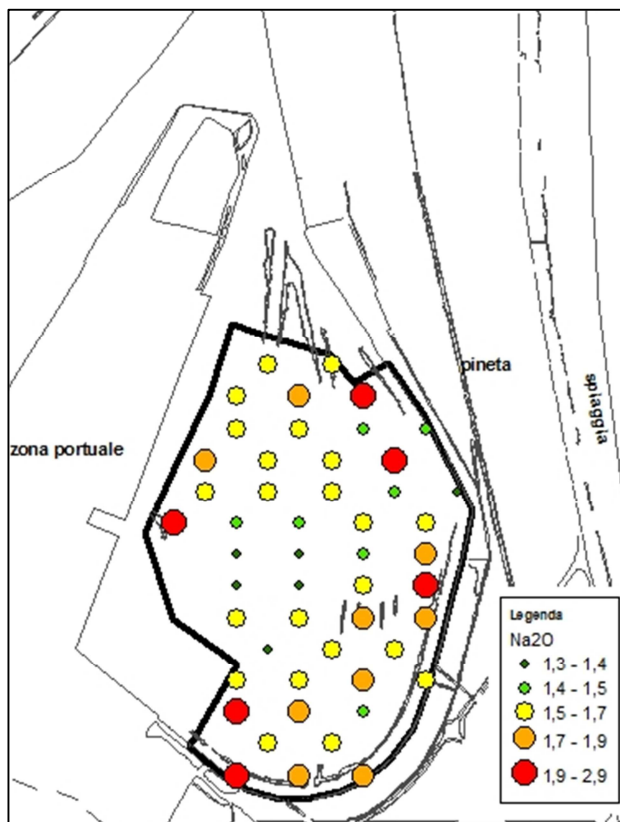 pineta
spiaggia
zona portuale
Legenda
Na2O
1,3 - 1,4
1,4 - 1,5
1,5 - 1,7
1,7 - 1,9
1,9 - 2,9